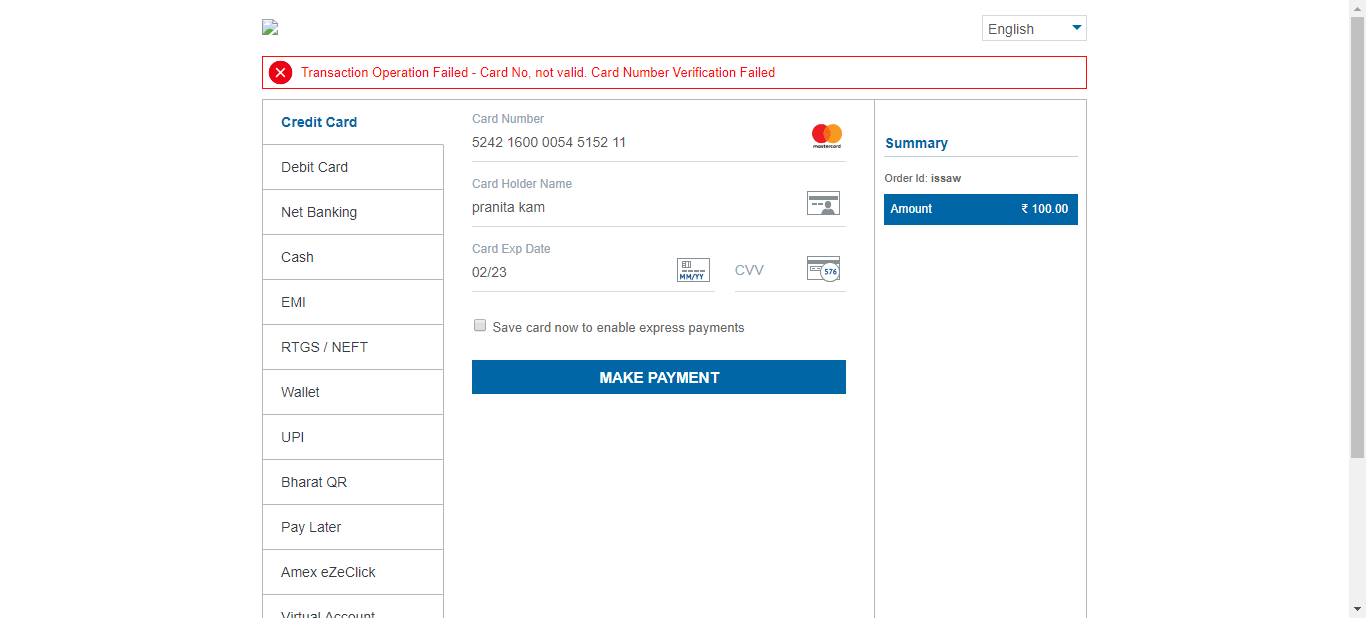 English
Transaction Operation Failed - Card No, not valid. Card Number Verification Failed
Credit Card
Debit Card
Net Banking
Cash
EMI
RTGS / NEFT
Wallet
UPI
Bharat QR
Pay Later
Amex eZeClick
Virtual Account
Card Number
5242 1600 0054 5152 11
mastercard
Card Holder Name
pranita kam
Card Exp Date
02/23
MM/YY
CVV
576
Save card now to enable express payments
MAKE PAYMENT
Summary
Order Id: issaw
Amount ₹ 100.00